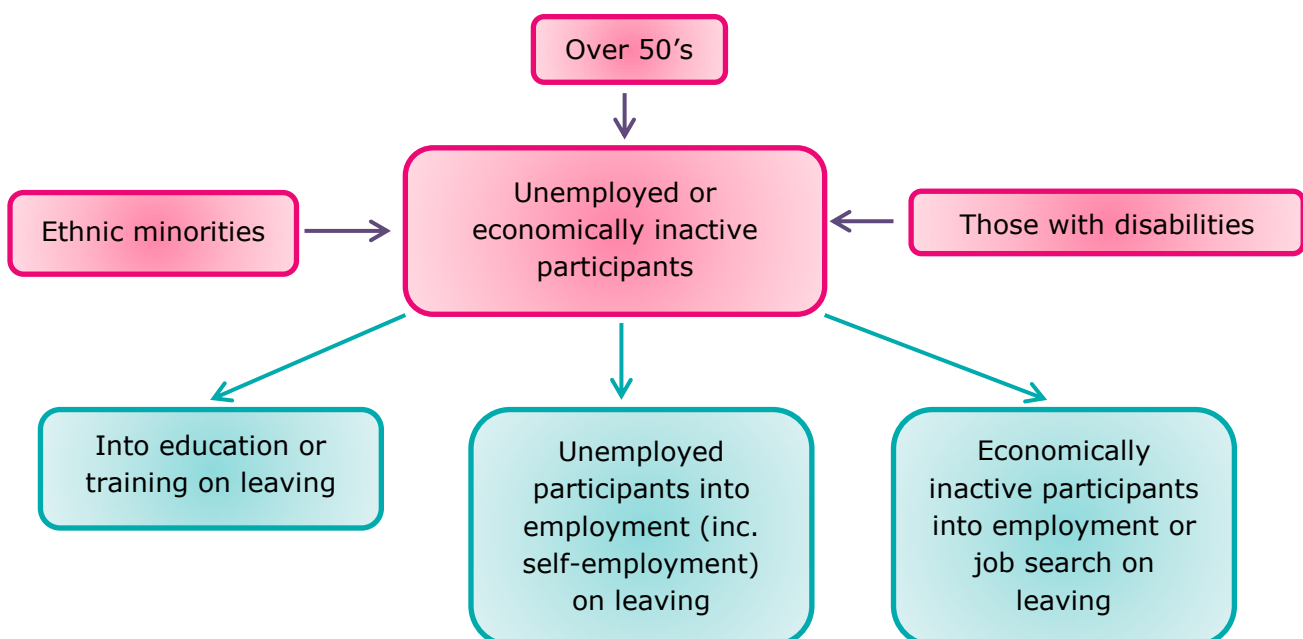 Over 50’s
Unemployed or
economically inactive
participants
Ethnic minorities
Those with disabilities
Into education or
training on leaving
Unemployed
participants into
employment (inc.
self-employment)
on leaving
Economically
inactive participants
into employment or
job search on
leaving